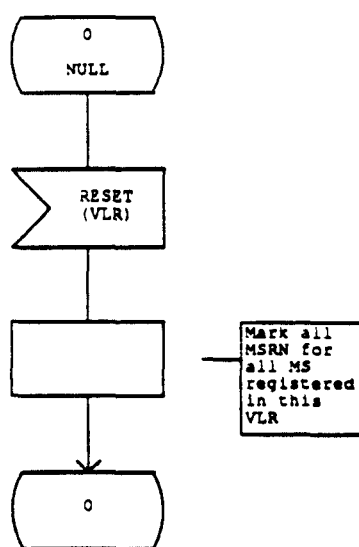 0
NULL
RESET
(VLR)
Mark all
MSRN for
all MS
registered
in this
VLR
0